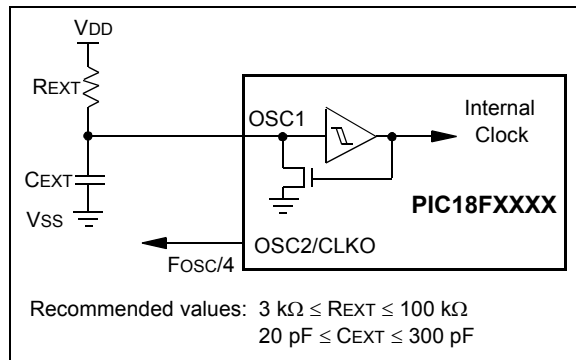 VDD
REXT
OSC1
Internal
Clock
CEXT
PIC18FXXXX
VSS
OSC2/CLKO
FOSC/4
Recommended values: 3 kΩ ≤ REXT ≤ 100 kΩ
20 pF ≤ CEXT ≤ 300 pF